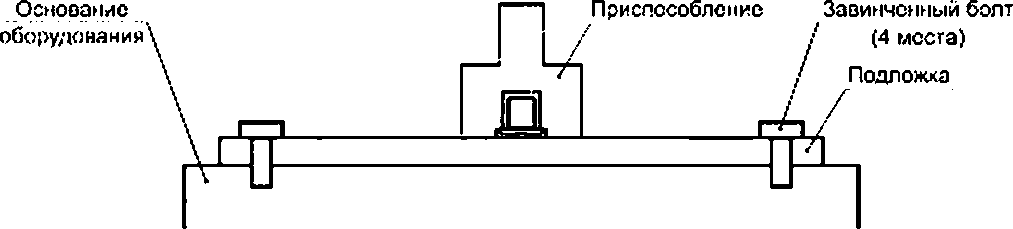 Основание
оборудования
Приспособление
Завинченный болт
(4 места)
Подложка